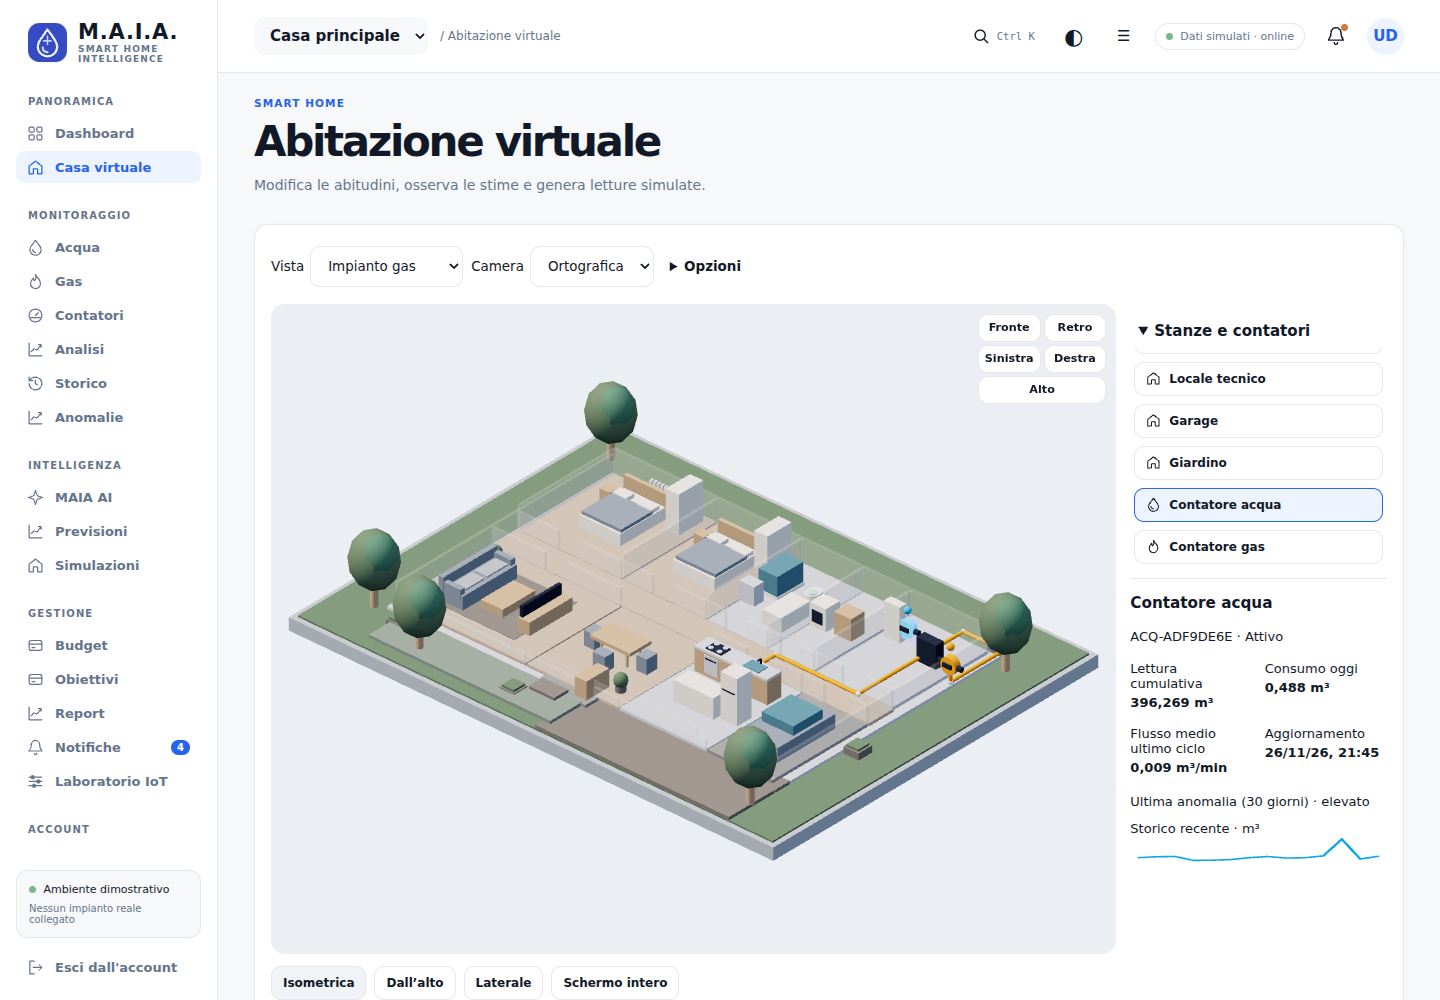 M.A.I.A.
SMART HOME
INTELLIGENCE
PANORAMICA
Dashboard
Casa virtuale
MONITORAGGIO
Acqua
Gas
Contatori
Analisi
Storico
Anomalie
INTELLIGENZA
MAIA AI
Previsioni
Simulazioni
GESTIONE
Budget
Obiettivi
Report
Notifiche 4
Laboratorio IoT
ACCOUNT
Ambiente dimostrativo
Nessun impianto reale
collegato
Esci dall'account
Casa principale / Abitazione virtuale
Ctrl K
Dati simulati · online
UD
SMART HOME
Abitazione virtuale
Modifica le abitudini, osserva le stime e genera letture simulate.
Vista Impianto gas Camera Ortografica Opzioni
Fronte Retro
Sinistra Destra
Alto
Isometrica Dall’alto Laterale Schermo intero
Stanze e contatori
Locale tecnico
Garage
Giardino
Contatore acqua
Contatore gas
Contatore acqua
ACQ-ADF9DE6E · Attivo
Lettura
cumulativa
396,269 m³
Consumo oggi
0,488 m³
Flusso medio
ultimo ciclo
0,009 m³/min
Aggiornamento
26/11/26, 21:45
Ultima anomalia (30 giorni) · elevato
Storico recente · m³